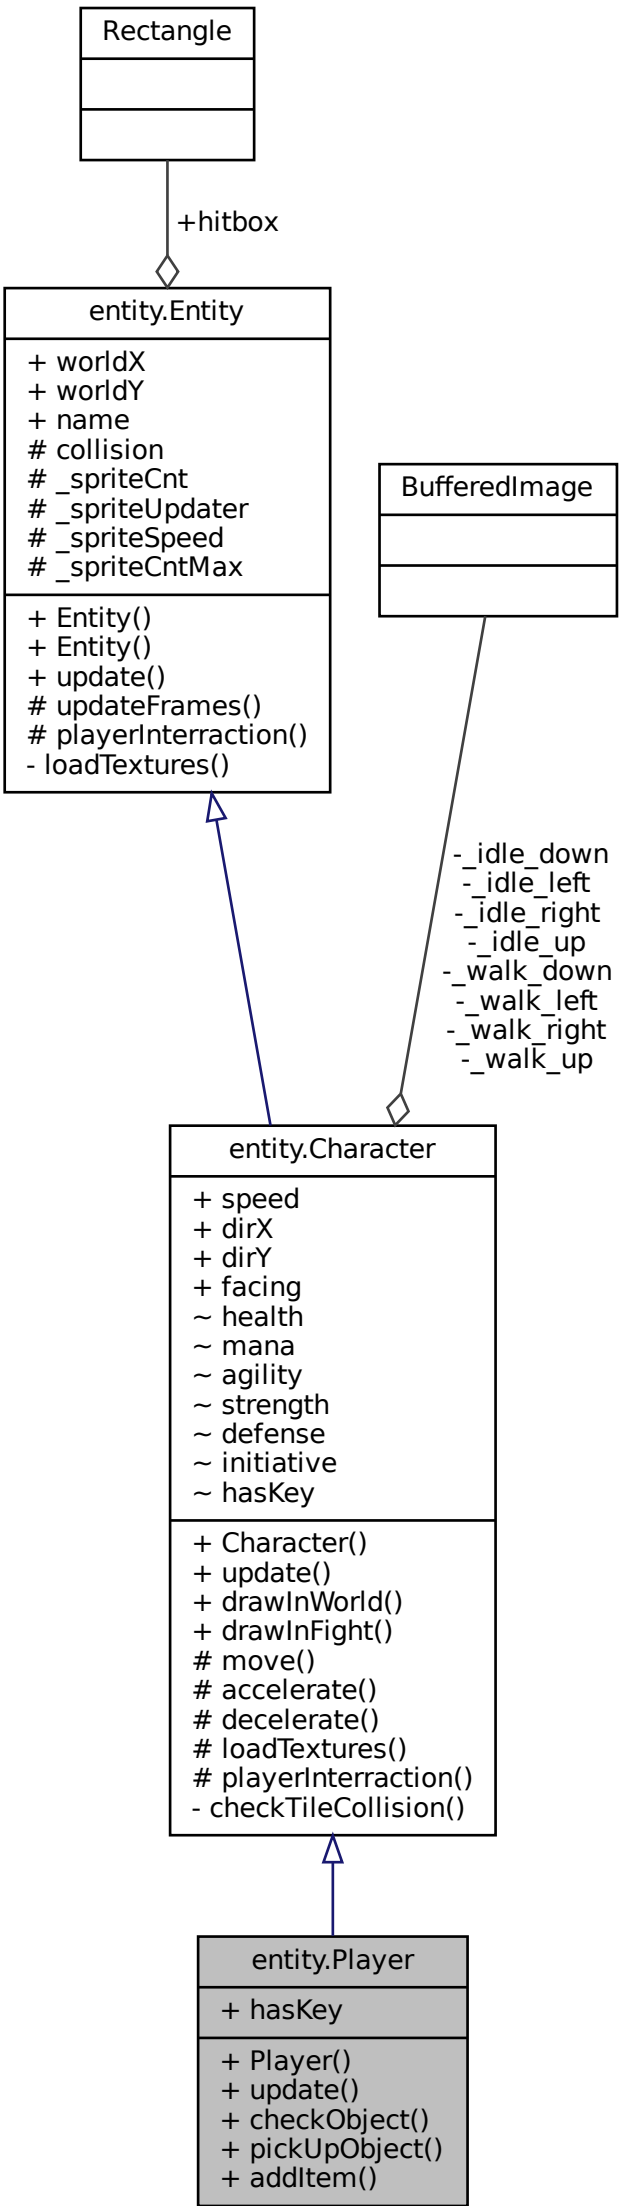 Rectangle
+hitbox
entity.Entity
+ worldX
+ worldY
+ name
# collision
# _spriteCnt
# _spriteUpdater
# _spriteSpeed
# _spriteCntMax
+ Entity()
+ Entity()
+ update()
# updateFrames()
# playerInterraction()
- loadTextures()
BufferedImage
-_idle_down
-_idle_left
-_idle_right
-_idle_up
-_walk_down
-_walk_left
-_walk_right
-_walk_up
entity.Character
+ speed
+ dirX
+ dirY
+ facing
~ health
~ mana
~ agility
~ strength
~ defense
~ initiative
~ hasKey
+ Character()
+ update()
+ drawInWorld()
+ drawInFight()
# move()
# accelerate()
# decelerate()
# loadTextures()
# playerInterraction()
- checkTileCollision()
entity.Player
+ hasKey
+ Player()
+ update()
+ checkObject()
+ pickUpObject()
+ addItem()